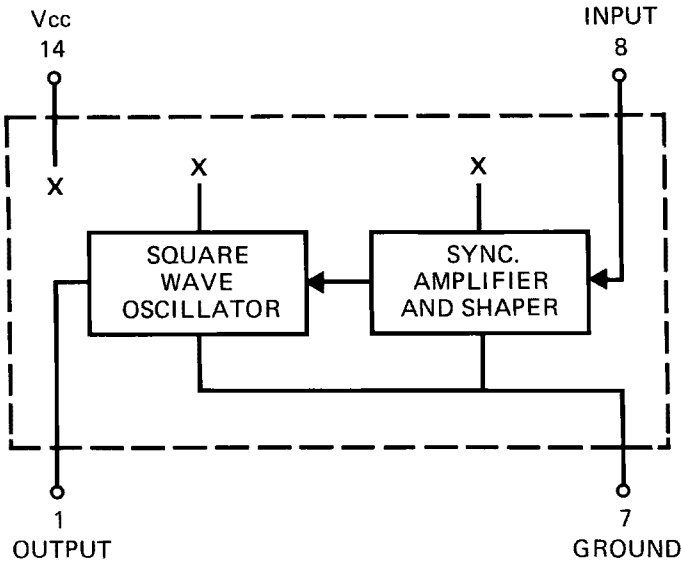 Vcc
14
INPUT
8
X
X
X
SQUARE
WAVE
OSCILLATOR
SYNC.
AMPLIFIER
AND SHAPER
1
OUTPUT
7
GROUND